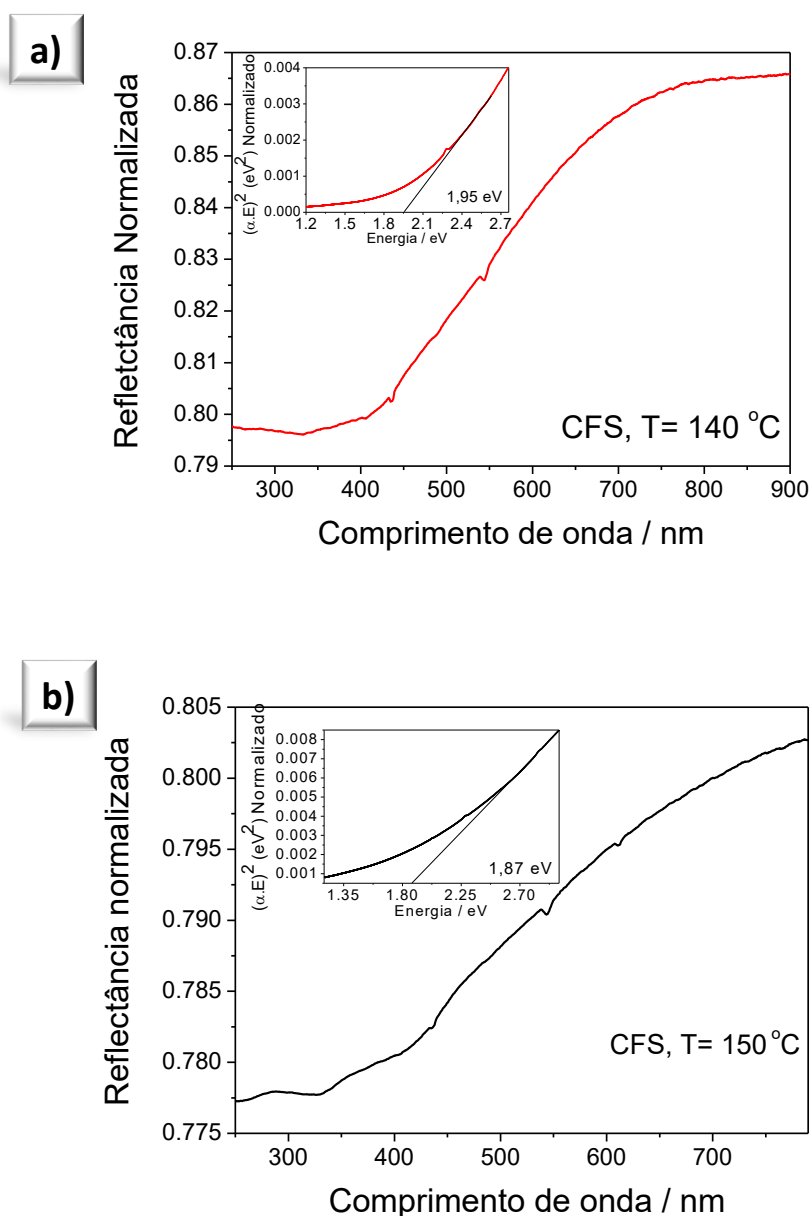 a)
0.87
0.86
0.85
0.84
0.83
0.82
0.81
0.80
0.79
Refletctância Normalizada
300 400 500 600 700 800 900
Comprimento de onda / nm
0.004
0.003
0.002
0.001
0.000
(α.E)² (eV²) Normalizado
1.2 1.5 1.8 2.1 2.4 2.7
Energia / eV
1,95 eV
CFS, T= 140 °C
b)
0.805
0.800
0.795
0.790
0.785
0.780
0.775
Reflectância normalizada
300 400 500 600 700
Comprimento de onda / nm
0.008
0.007
0.006
0.005
0.004
0.003
0.002
0.001
(α.E)² (eV²) Normalizado
1.35 1.80 2.25 2.70
Energia / eV
1,87 eV
CFS, T= 150 °C